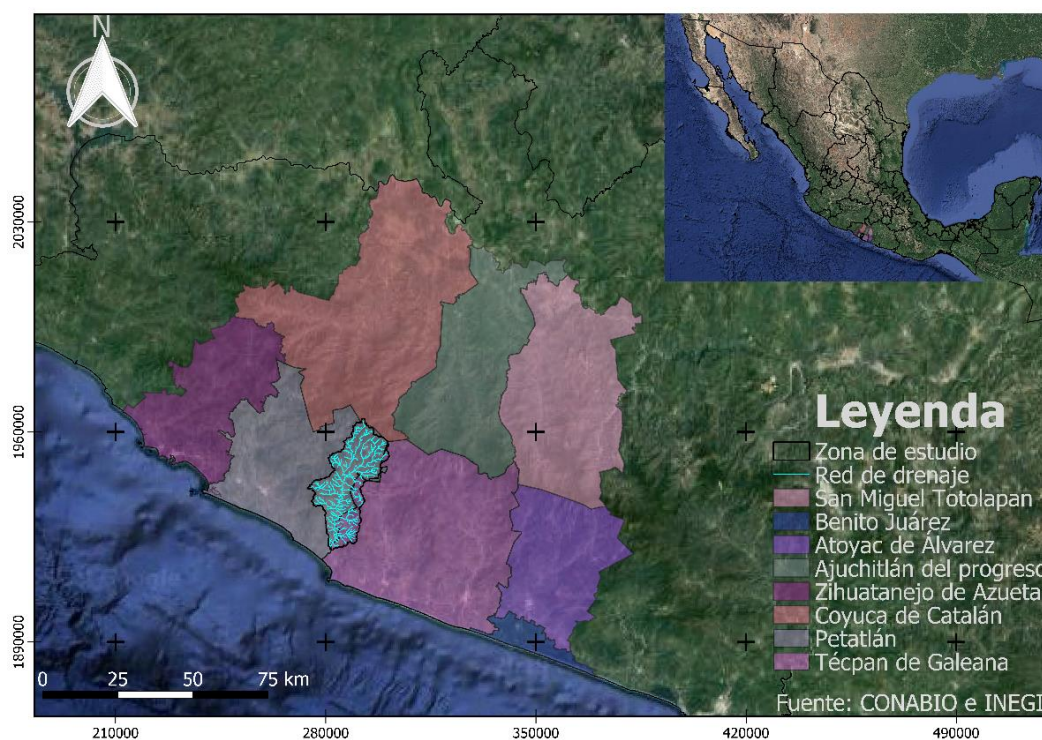 N
2030000
1960000
1890000
Leyenda
Zona de estudio
Red de drenaje
San Miguel Totolapan
Benito Juárez
Atoyac de Álvarez
Ajuchitlán del progreso
Zihuatanejo de Azueta
Coyuca de Catalán
Petatlán
Técpan de Galeana
Fuente: CONABIO e INEGI
0 25 50 75 km
210000 280000 350000 420000 490000